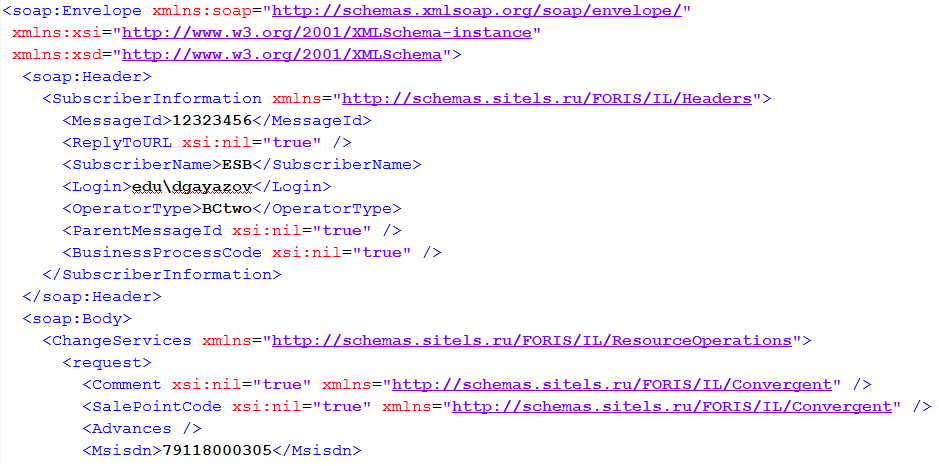 <soap:Envelope xmlns:soap="http://schemas.xmlsoap.org/soap/envelope/"
xmlns:xsi="http://www.w3.org/2001/XMLSchema-instance"
xmlns:xsd="http://www.w3.org/2001/XMLSchema">
<soap:Header>
<SubscriberInformation xmlns="http://schemas.sitels.ru/FORIS/IL/Headers">
<MessageId>12323456</MessageId>
<ReplyToURL xsi:nil="true" />
<SubscriberName>ESB</SubscriberName>
<Login>edu\dgayazov</Login>
<OperatorType>BCtwo</OperatorType>
<ParentMessageId xsi:nil="true" />
<BusinessProcessCode xsi:nil="true" />
</SubscriberInformation>
</soap:Header>
<soap:Body>
<ChangeServices xmlns="http://schemas.sitels.ru/FORIS/IL/ResourceOperations">
<request>
<Comment xsi:nil="true" xmlns="http://schemas.sitels.ru/FORIS/IL/Convergent" />
<SalePointCode xsi:nil="true" xmlns="http://schemas.sitels.ru/FORIS/IL/Convergent" />
<Advances />
<Msisdn>79118000305</Msisdn>